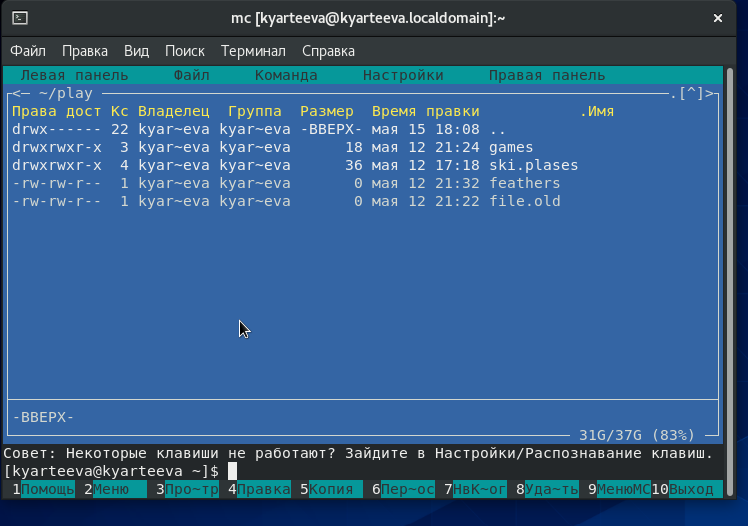 mc [kyarteeva@kyarteeva.localdomain]:~
Файл Правка Вид Поиск Терминал Справка
Левая панель Файл Команда Настройки Правая панель
<─ ~/play .[^]>
Права дост Кс Владелец Группа Размер Время правки .Имя
drwx------ 22 kyar~eva kyar~eva -ВВЕРХ- мая 15 18:08 ..
drwxrwxr-x 3 kyar~eva kyar~eva 18 мая 12 21:24 games
drwxrwxr-x 4 kyar~eva kyar~eva 36 мая 12 17:18 ski.plases
-rw-rw-r-- 1 kyar~eva kyar~eva 0 мая 12 21:32 feathers
-rw-rw-r-- 1 kyar~eva kyar~eva 0 мая 12 21:22 file.old
-ВВЕРХ-
31G/37G (83%)
Совет: Некоторые клавиши не работают? Зайдите в Настройки/Распознавание клавиш.
[kyarteeva@kyarteeva ~]$
1Помощь 2Меню 3Про~тр 4Правка 5Копия 6Пер~ос 7НвК~ог 8Уда~ть 9МенюMC 10Выход